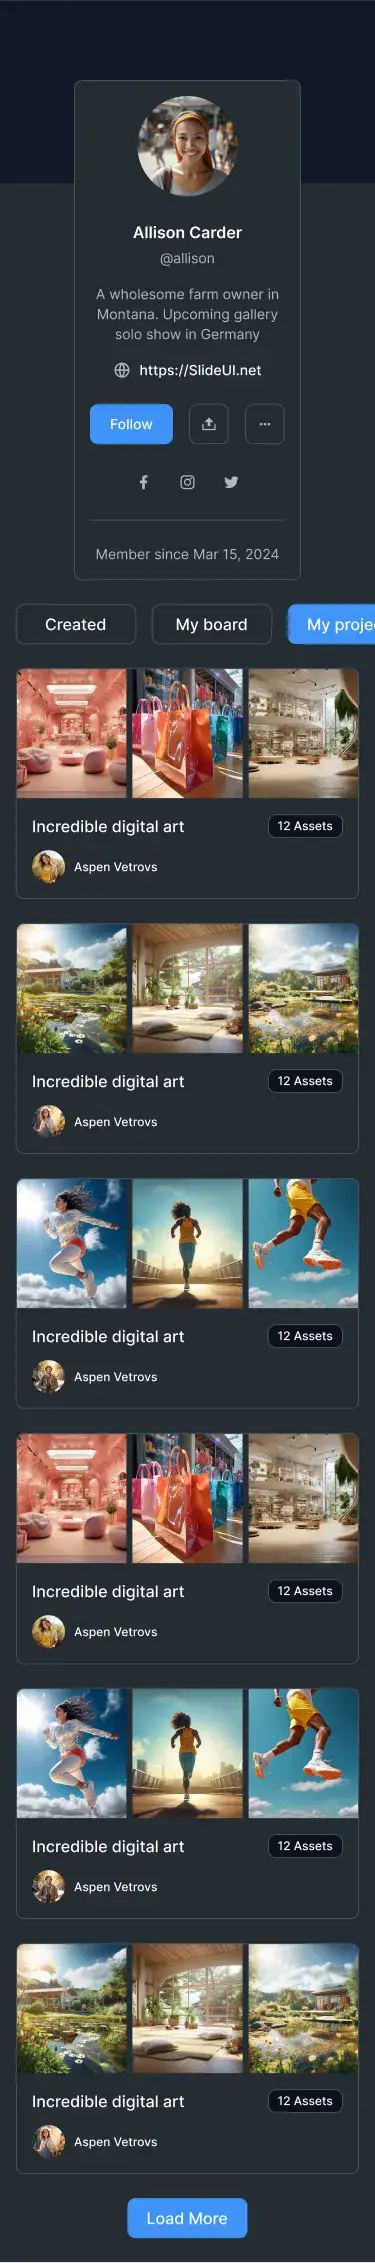 Allison Carder
@allison
A wholesome farm owner in
Montana. Upcoming gallery
solo show in Germany
https://SlideUI.net
Follow
Member since Mar 15, 2024
Created
My board
My proje
Incredible digital art
12 Assets
Aspen Vetrovs
Incredible digital art
12 Assets
Aspen Vetrovs
Incredible digital art
12 Assets
Aspen Vetrovs
Incredible digital art
12 Assets
Aspen Vetrovs
Incredible digital art
12 Assets
Aspen Vetrovs
Incredible digital art
12 Assets
Aspen Vetrovs
Load More